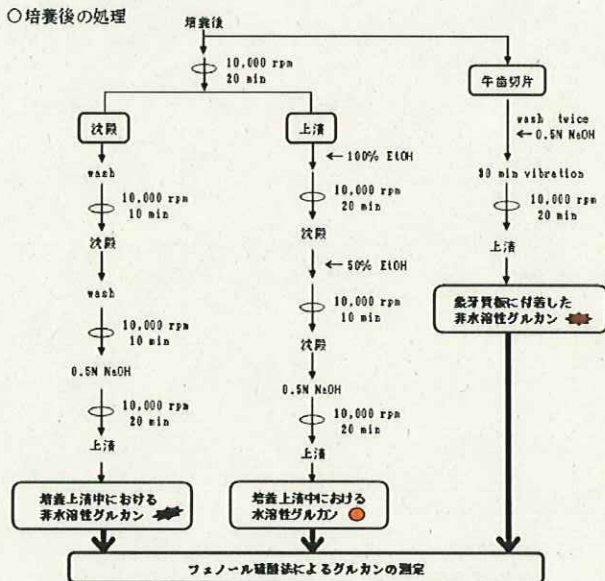 ○培養後の処理
培養後
10,000 rpm
20 min
沈殿
wash
10,000 rpm
10 min
沈殿
wash
10,000 rpm
10 min
0.5N NaOH
10,000 rpm
20 min
上清
培養上清中における
非水溶性グルカン
上清
← 100% EtOH
10,000 rpm
20 min
沈殿
← 50% EtOH
10,000 rpm
10 min
沈殿
0.5N NaOH
10,000 rpm
20 min
上清
培養上清中における
水溶性グルカン
牛歯切片
wash twice
← 0.5N NaOH
30 min vibration
10,000 rpm
20 min
上清
象牙質板に付着した
非水溶性グルカン
フェノール硫酸法によるグルカンの測定